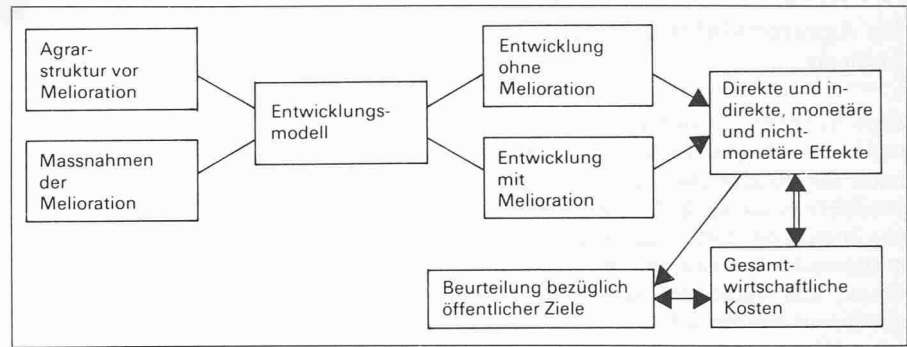 Agrar-
struktur vor
Melioration
Massnahmen
der
Melioration
Entwicklungs-
modell
Entwicklung
ohne
Melioration
Entwicklung
mit
Melioration
Direkte und in-
direkte, monetäre
und nicht-
monetäre Effekte
Beurteilung bezüglich
öffentlicher Ziele
Gesamt-
wirtschaftliche
Kosten